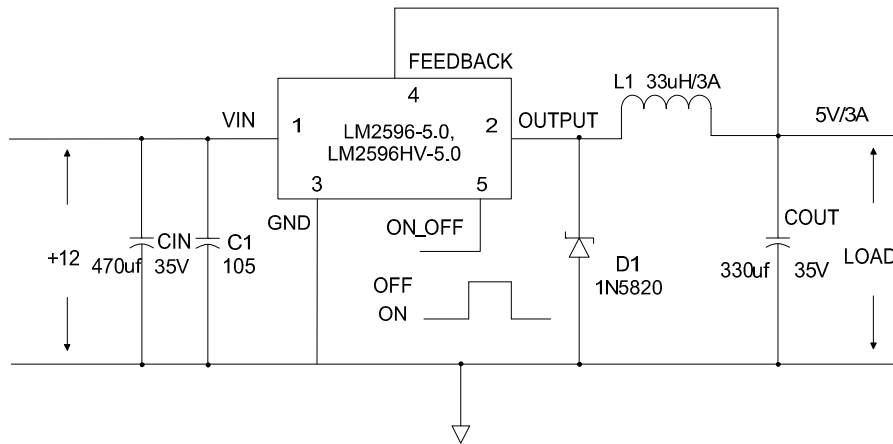 FEEDBACK
4
L1 33uH/3A
VIN
1
LM2596-5.0,
LM2596HV-5.0
2
OUTPUT
5V/3A
3
5
GND
ON_OFF
+12
470uf
CIN
35V
C1
105
OFF
ON
D1
1N5820
COUT
330uf
35V
LOAD